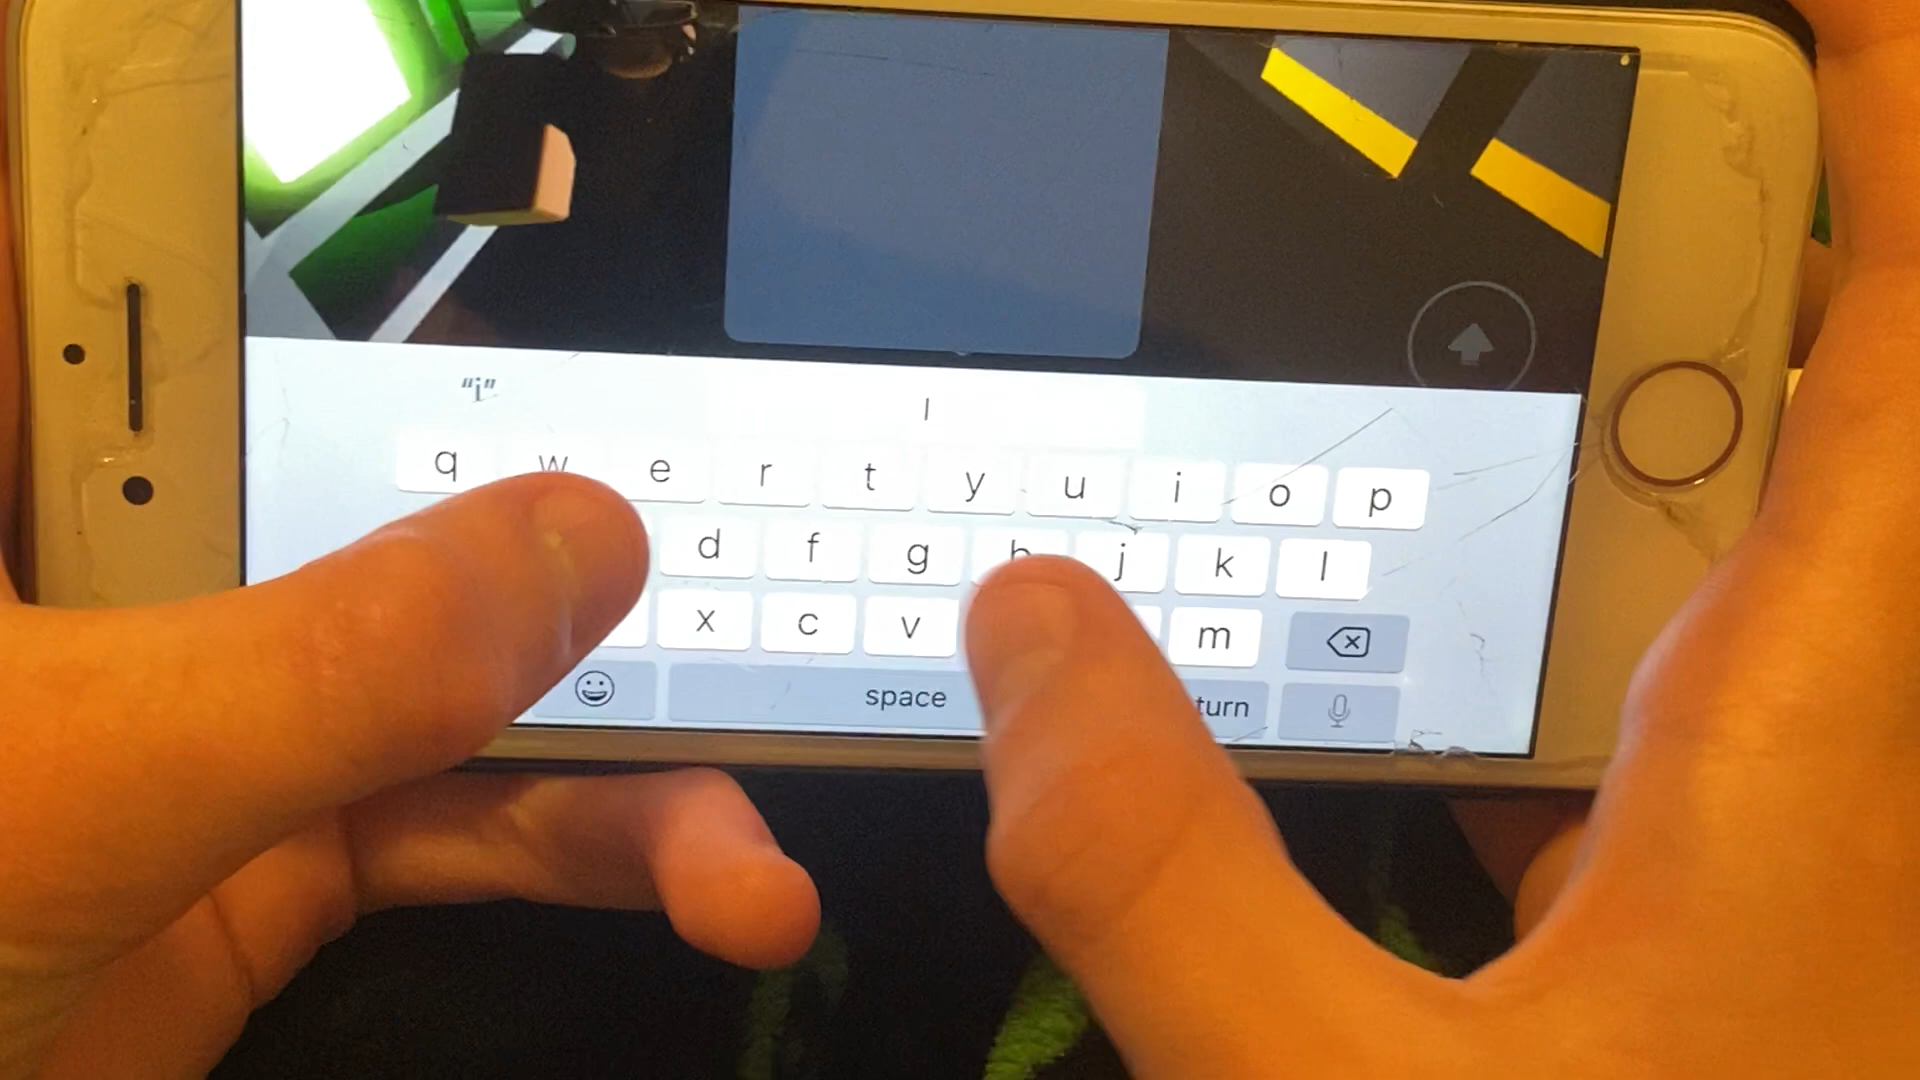 "i" I
q w e r t y u i o p
d f g h j k l
x c v m
space turn